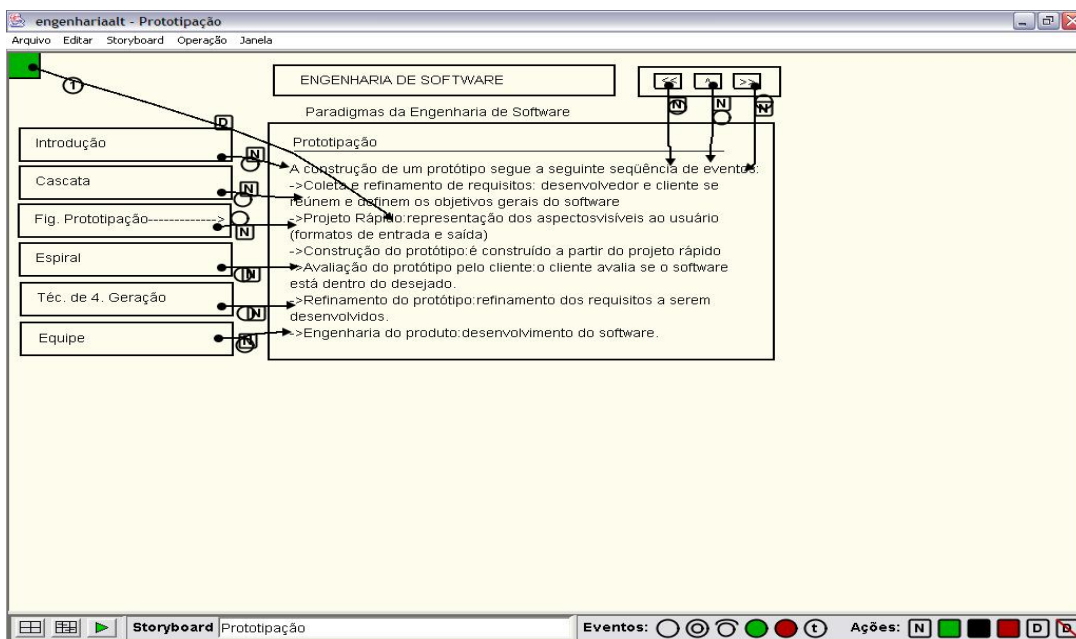 engenhariaalt - Prototipação
Arquivo Editar Storyboard Operação Janela
1
ENGENHARIA DE SOFTWARE
<< ^ >>
N N N
Paradigmas da Engenharia de Software
D
Introdução
N
Cascata
N
Fig. Prototipação------------->
N
Espiral
N
Téc. de 4. Geração
N
Equipe
N
Prototipação
A construção de um protótipo segue a seguinte seqüência de eventos:
->Coleta e refinamento de requisitos: desenvolvedor e cliente se
reúnem e definem os objetivos gerais do software
->Projeto Rápido:representação dos aspectosvisíveis ao usuário
(formatos de entrada e saída)
->Construção do protótipo:é construído a partir do projeto rápido
->Avaliação do protótipo pelo cliente:o cliente avalia se o software
está dentro do desejado.
->Refinamento do protótipo:refinamento dos requisitos a serem
desenvolvidos.
->Engenharia do produto:desenvolvimento do software.
Storyboard Prototipação Eventos: t Ações: N D D